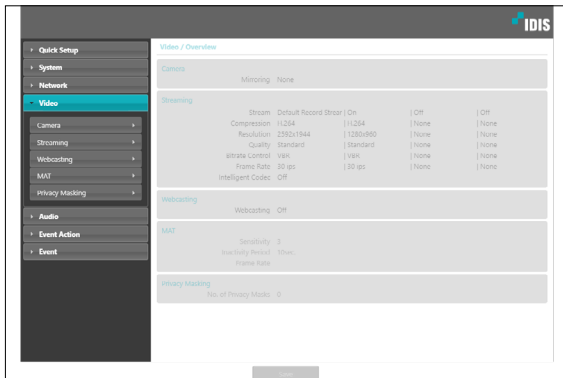 IDIS
Quick Setup
System
Network
Video
Camera
Streaming
Webcasting
MAT
Privacy Masking
Audio
Event Action
Event
Video / Overview
Camera
Mirroring None
Streaming
Stream Default Record Strear | On | Off | Off
Compression H.264 | H.264 | None | None
Resolution 2592x1944 | 1280x960 | None | None
Quality Standard | Standard | None | None
Bitrate Control VBR | VBR | None | None
Frame Rate 30 ips | 30 ips | None | None
Intelligent Codec Off
Webcasting
Webcasting Off
MAT
Sensitivity 3
Inactivity Period 10sec
Frame Rate
Privacy Masking
No. of Privacy Masks 0
Save